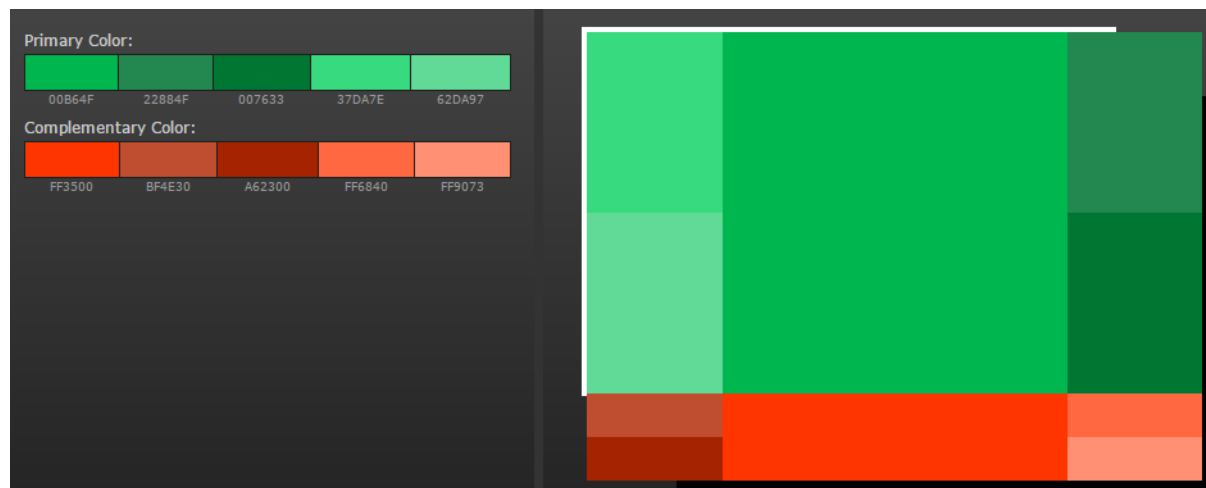 Primary Color:
00B64F 22884F 007633 37DA7E 62DA97
Complementary Color:
FF3500 BF4E30 A62300 FF6840 FF9073